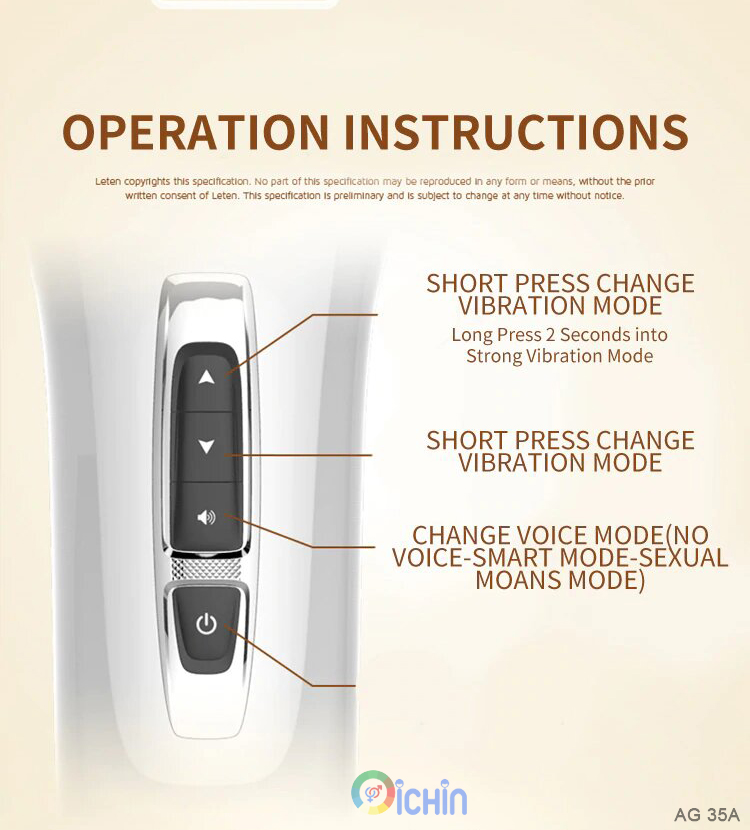 OPERATION INSTRUCTIONS
Leten copyrights this specification. No part of this specification may be reproduced in any form or means, without the prior
written consent of Leten. This specification is preliminary and is subject to change at any time without notice.
SHORT PRESS CHANGE
VIBRATION MODE
Long Press 2 Seconds into
Strong Vibration Mode
SHORT PRESS CHANGE
VIBRATION MODE
CHANGE VOICE MODE(NO
VOICE-SMART MODE-SEXUAL
MOANS MODE)
Qichin
AG 35A